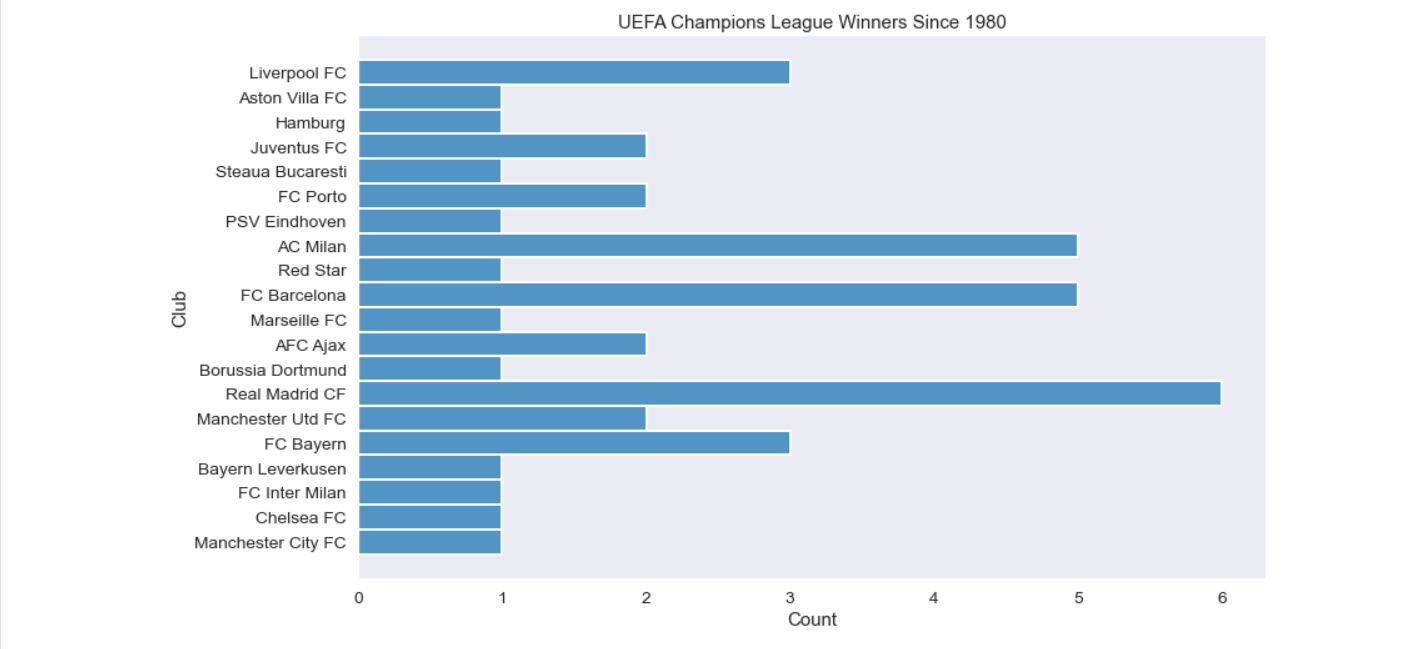 UEFA Champions League Winners Since 1980
Liverpool FC
Aston Villa FC
Hamburg
Juventus FC
Steaua Bucaresti
FC Porto
PSV Eindhoven
AC Milan
Red Star
FC Barcelona
Marseille FC
AFC Ajax
Borussia Dortmund
Real Madrid CF
Manchester Utd FC
FC Bayern
Bayern Leverkusen
FC Inter Milan
Chelsea FC
Manchester City FC
Club
0 1 2 3 4 5 6
Count